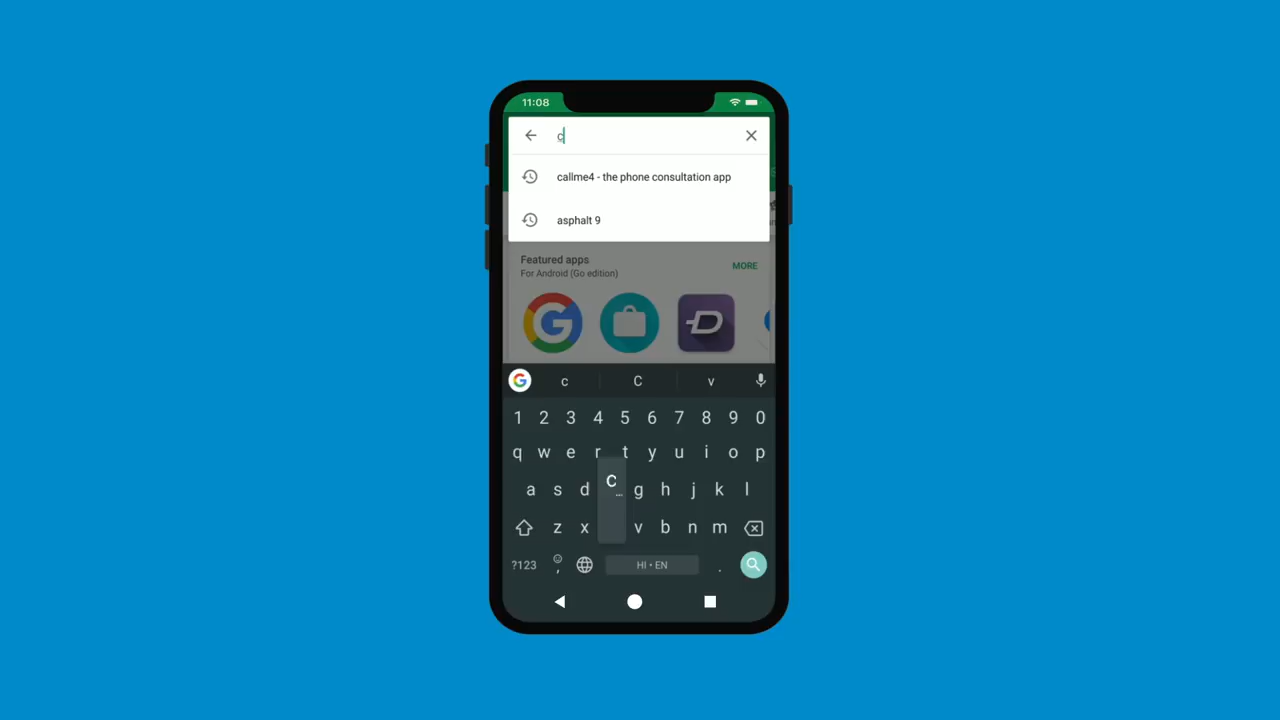 11:08
c
callme4 - the phone consultation app
asphalt 9
Featured apps
For Android (Go edition)
MORE
c C v
1 2 3 4 5 6 7 8 9 0
q w e r t y u i o p
a s d c g h j k l
z x v b n m
?123 , HI • EN .